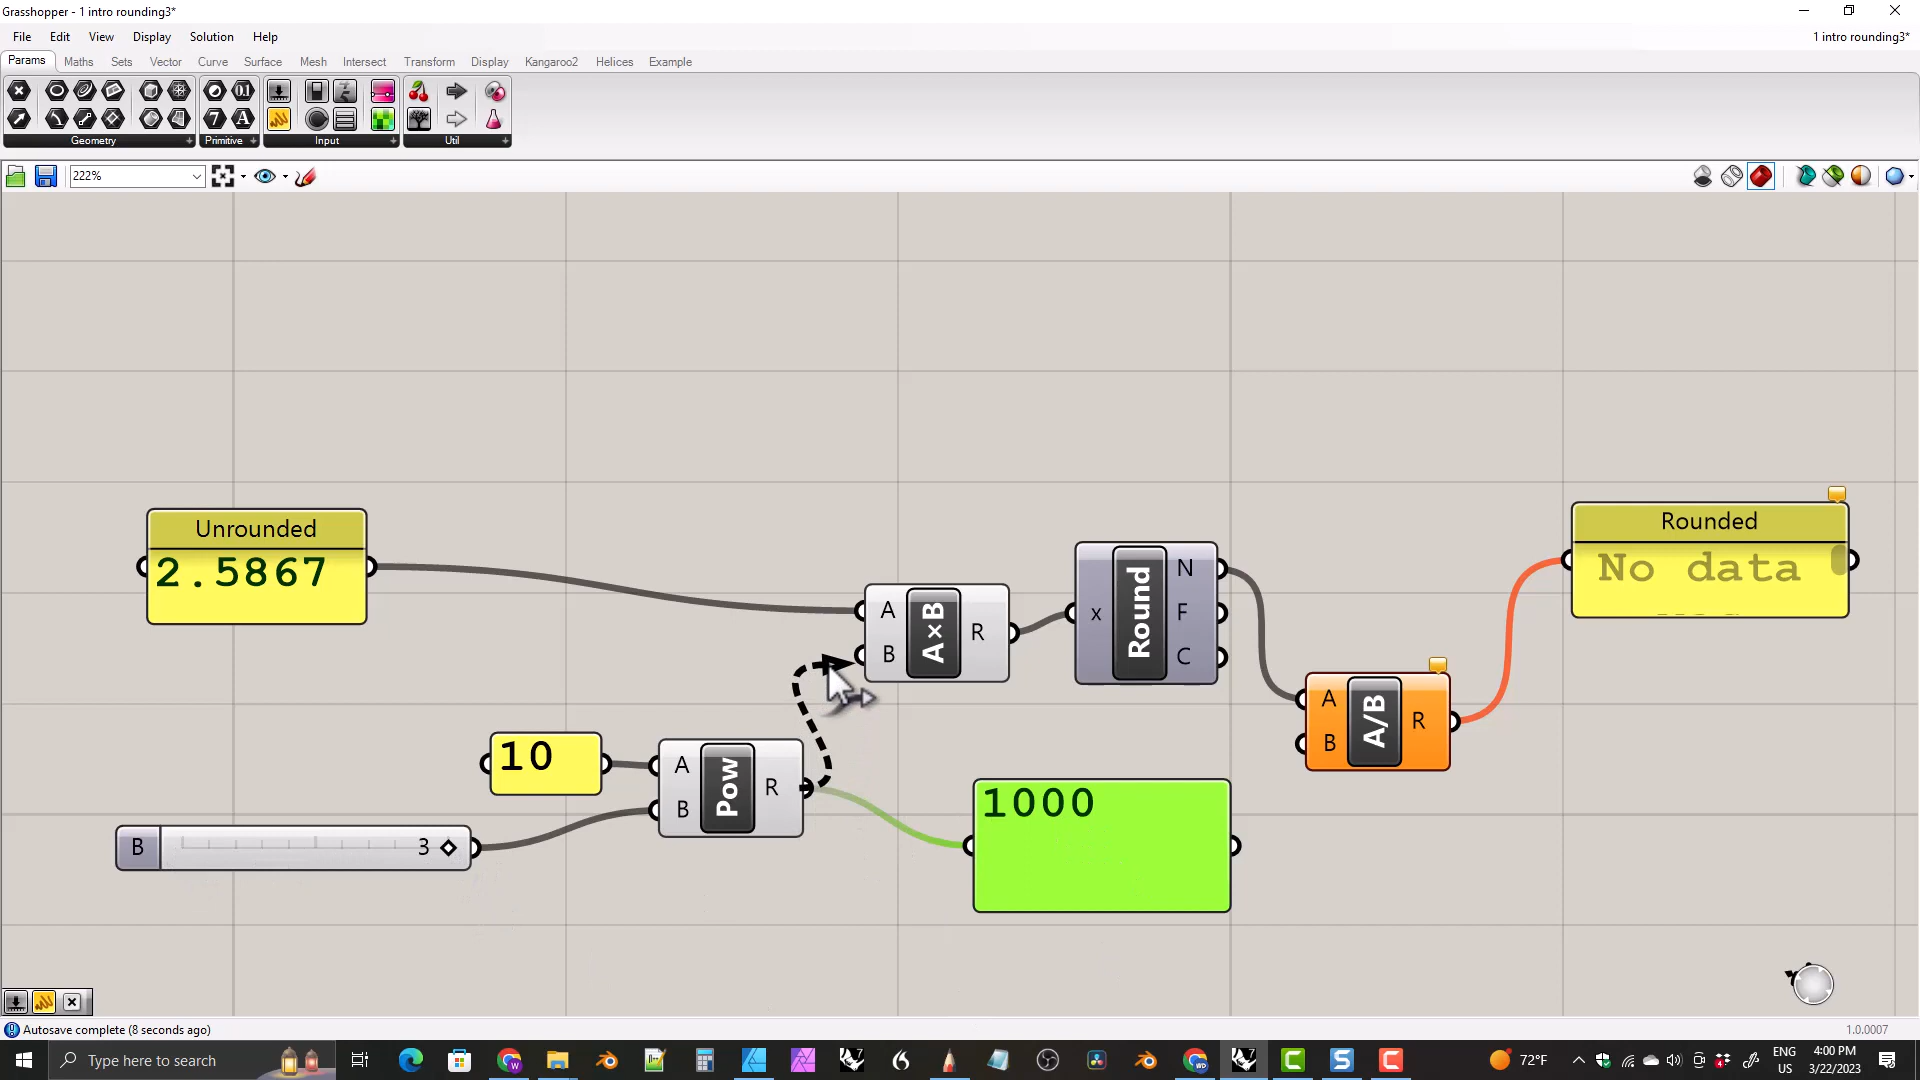 Grasshopper - 1 intro rounding3*
File Edit View Display Solution Help
1 intro rounding3*
Params Maths Sets Vector Curve Surface Mesh Intersect Transform Display Kangaroo2 Helices Example
0.1
7 A
Geometry Primitive Input Util
222%
Unrounded
2.5867
Rounded
No data
A B A×B R
x Round N F C
A B A/B R
10
A B Pow R
B 3
1000
Autosave complete (8 seconds ago)
1.0.0007
Type here to search
72°F
ENG
US
4:00 PM
3/22/2023